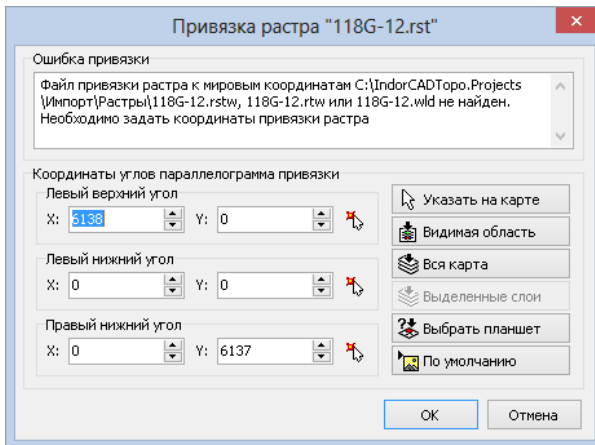 Привязка растра "118G-12.rst"
Ошибка привязки
Файл привязки растра к мировым координатам C:\IndorCADTopo.Projects
\Импорт\Растры\118G-12.rstw, 118G-12.rtw или 118G-12.wld не найден.
Необходимо задать координаты привязки растра
Координаты углов параллелограмма привязки
Левый верхний угол
X: 6138 Y: 0
Левый нижний угол
X: 0 Y: 0
Правый нижний угол
X: 0 Y: 6137
Указать на карте
Видимая область
Вся карта
Выделенные слои
Выбрать планшет
По умолчанию
OK Отмена